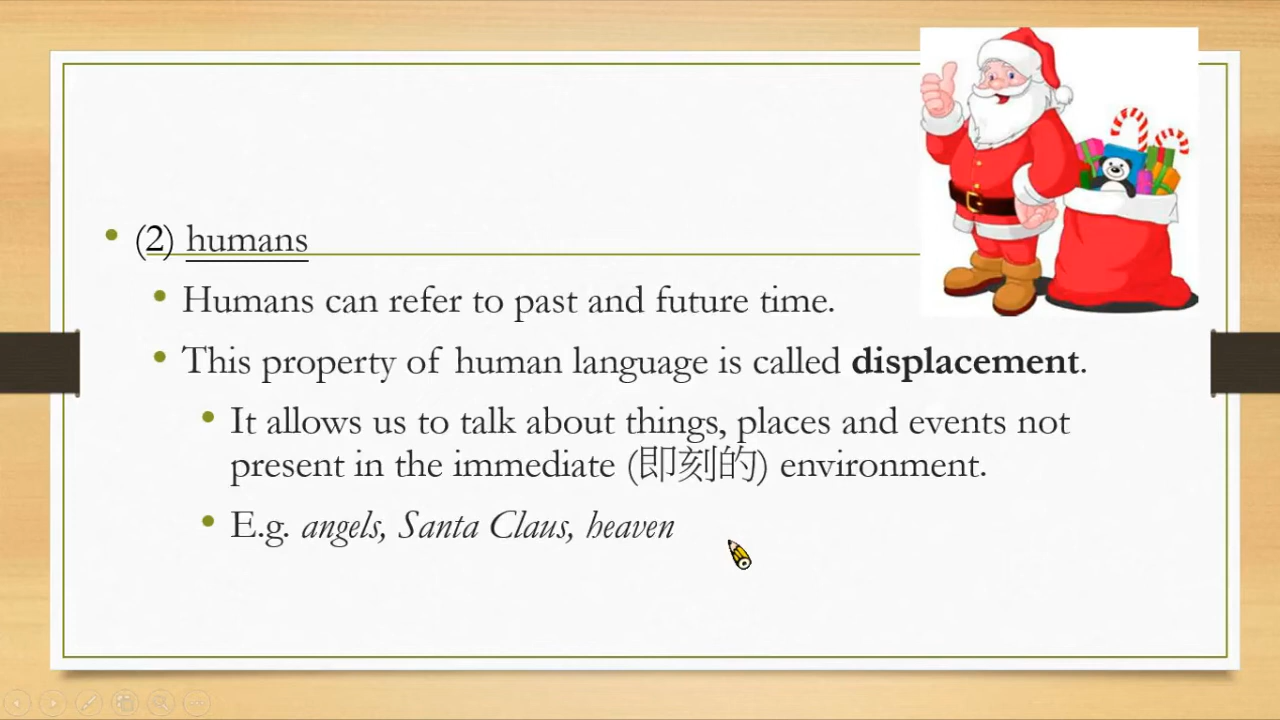 (2) humans
Humans can refer to past and future time.
This property of human language is called displacement.
It allows us to talk about things, places and events not
present in the immediate (即刻的) environment.
E.g. angels, Santa Claus, heaven